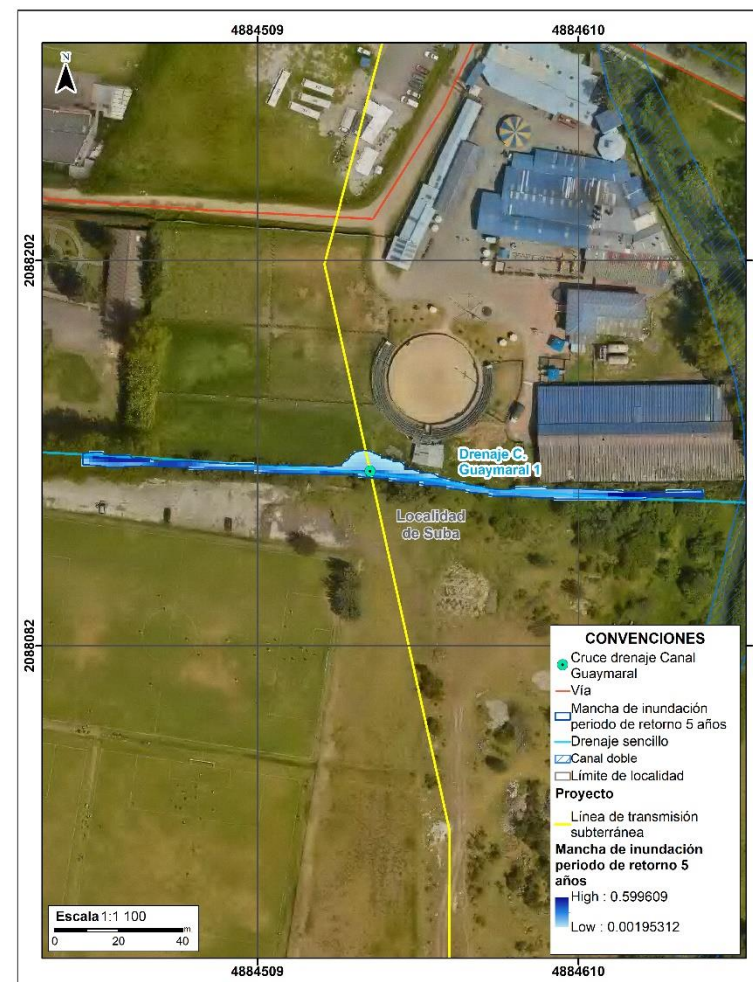 4884509
4884610
N
2088202
Drenaje C.
Guaymaral 1
Localidad
de Suba
2088082
CONVENCIONES
Cruce drenaje Canal
Guaymaral
Vía
Mancha de inundación
periodo de retorno 5 años
Drenaje sencillo
Canal doble
Límite de localidad
Proyecto
Línea de transmisión
subterránea
Mancha de inundación
periodo de retorno 5
años
High : 0.599609
Low : 0.00195312
Escala 1:1 100
0 20 40 m
4884509
4884610